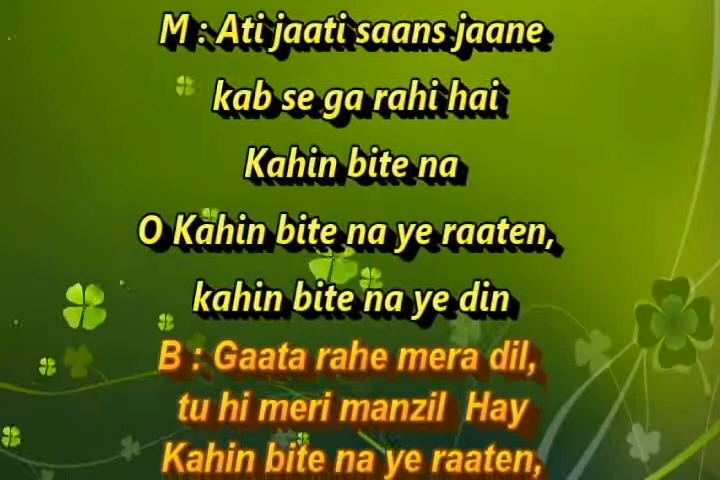 M : Ati jaati saans jaane
kab se ga rahi hai
Kahin bite na
O Kahin bite na ye raaten,
kahin bite na ye din
B : Gaata rahe mera dil,
tu hi meri manzil  Hay
Kahin bite na ye raaten,